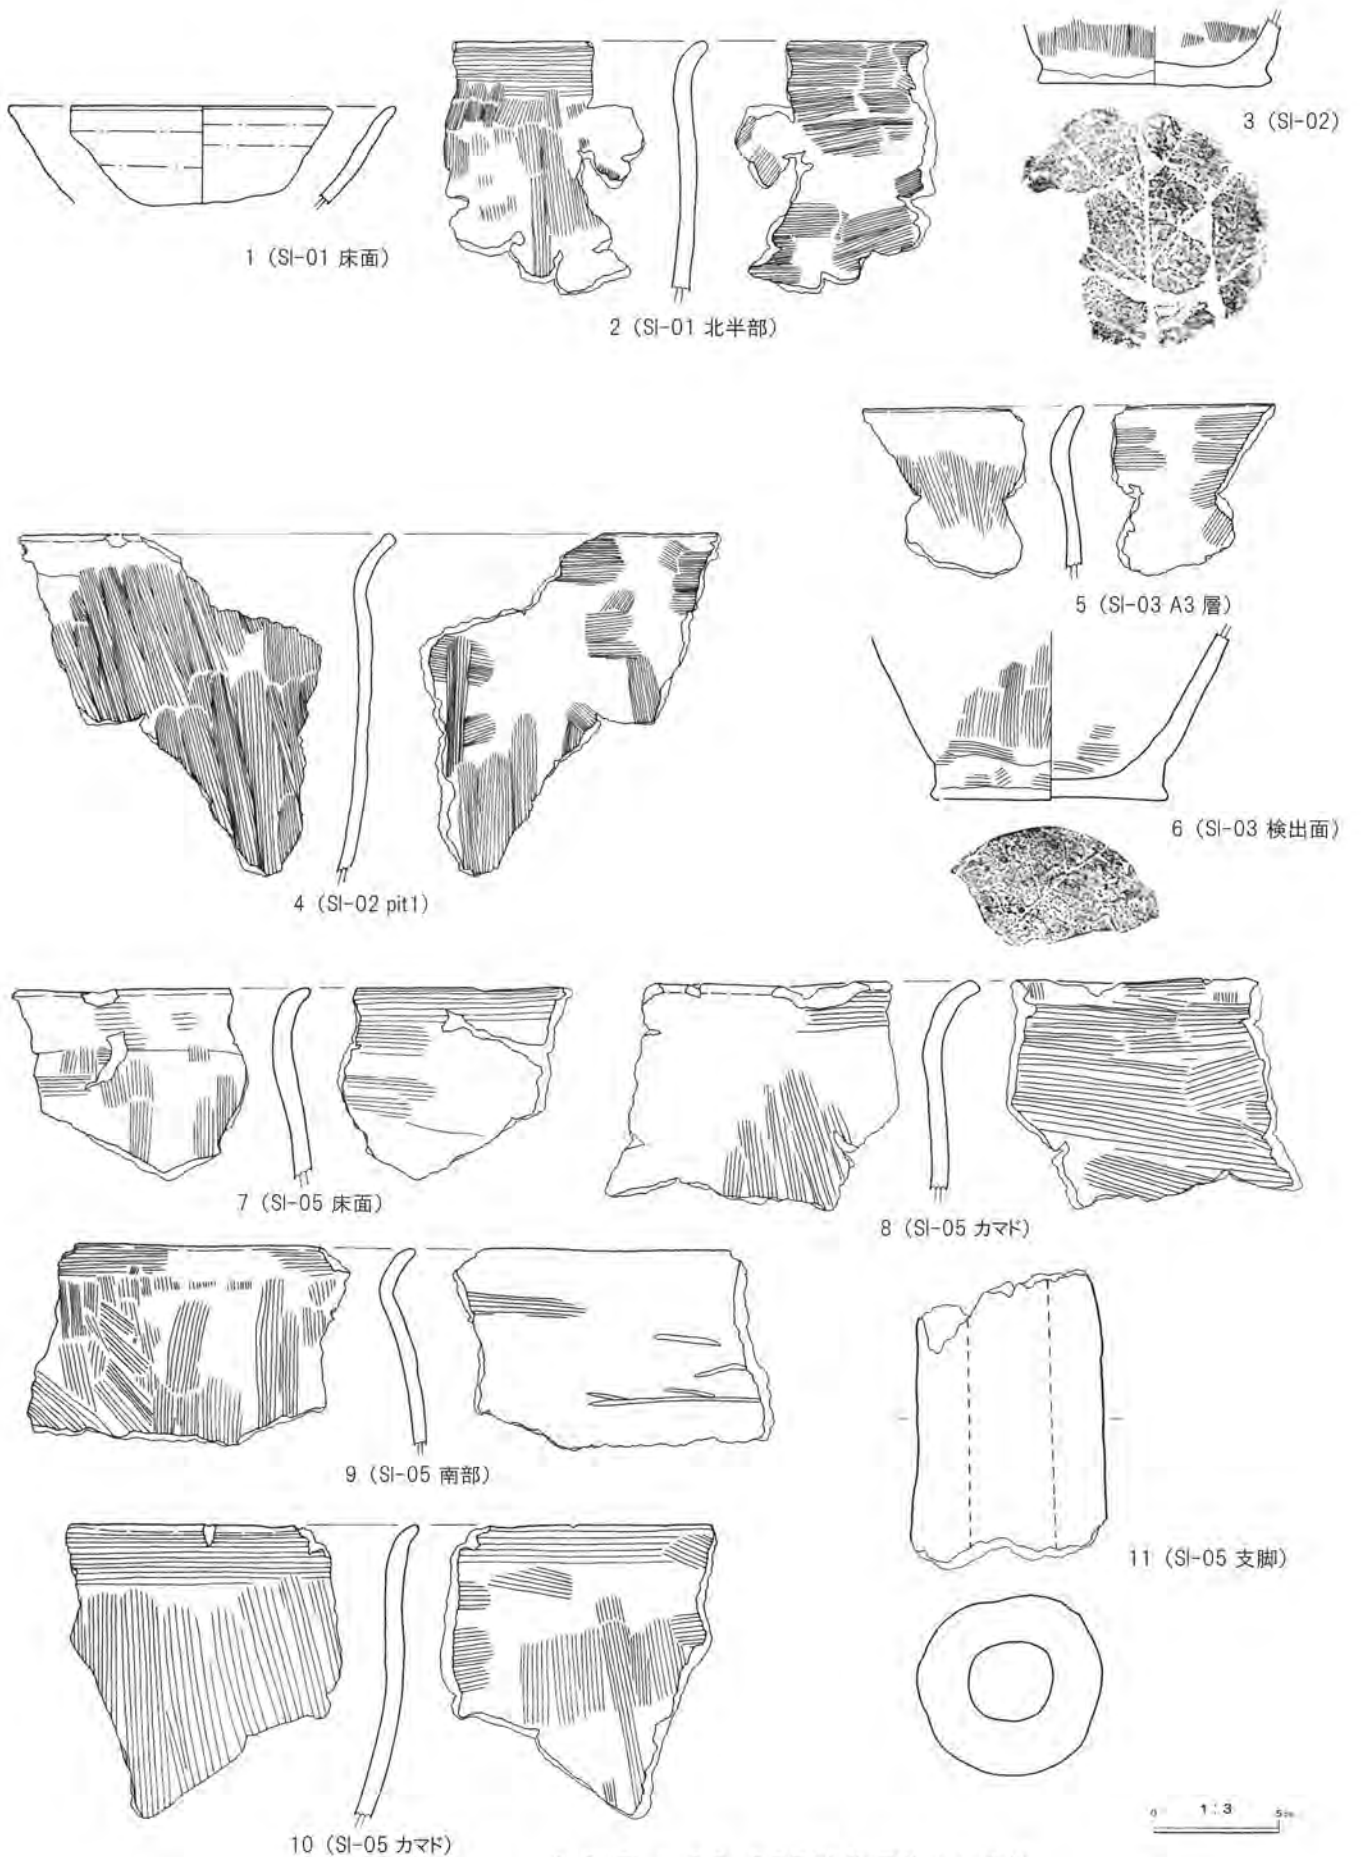 3 (SI-02)
1 (SI-01 床面)
2 (SI-01 北半部)
5 (SI-03 A3 層)
6 (SI-03 検出面)
4 (SI-02 pit1)
7 (SI-05 床面)
8 (SI-05 カマド)
9 (SI-05 南部)
11 (SI-05 支脚)
0 1:3 5cm
10 (SI-05 カマド)